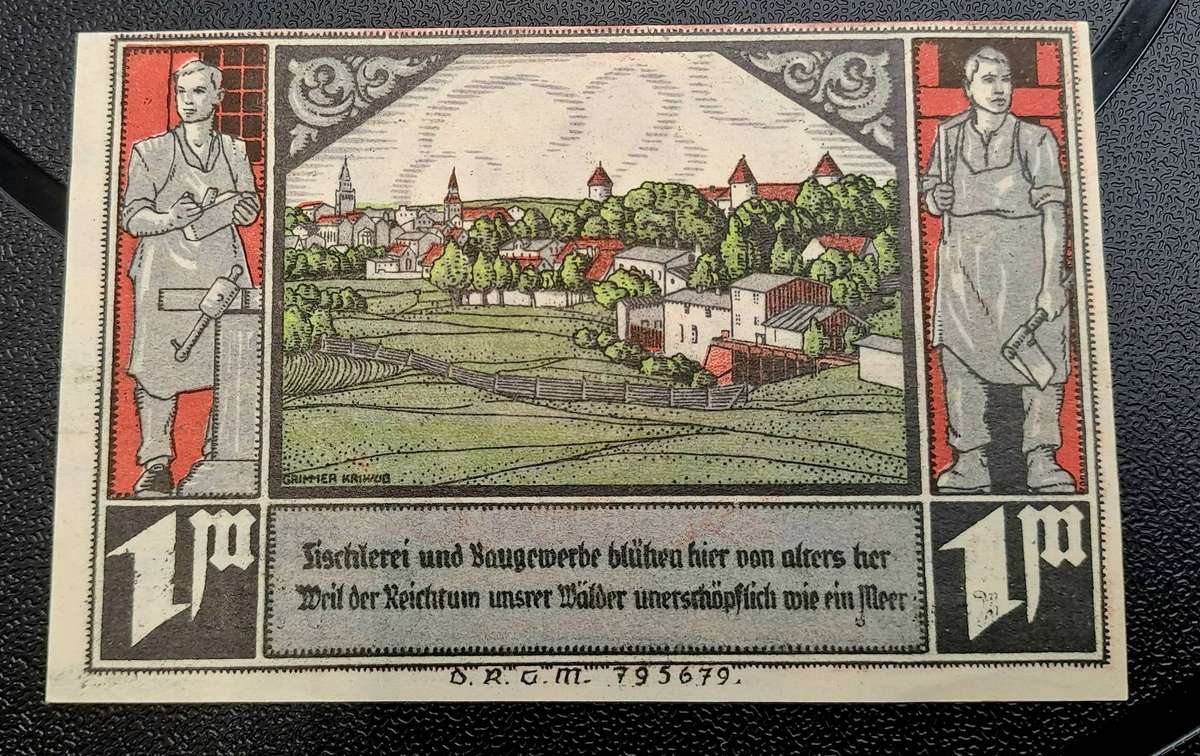 1 M
1 M
Tischlerei und Baugewerbe blühen hier von alters her
Weil der Reichtum unsrer Wälder unerschöpflich wie ein Meer
D. R. G. M. 795679.